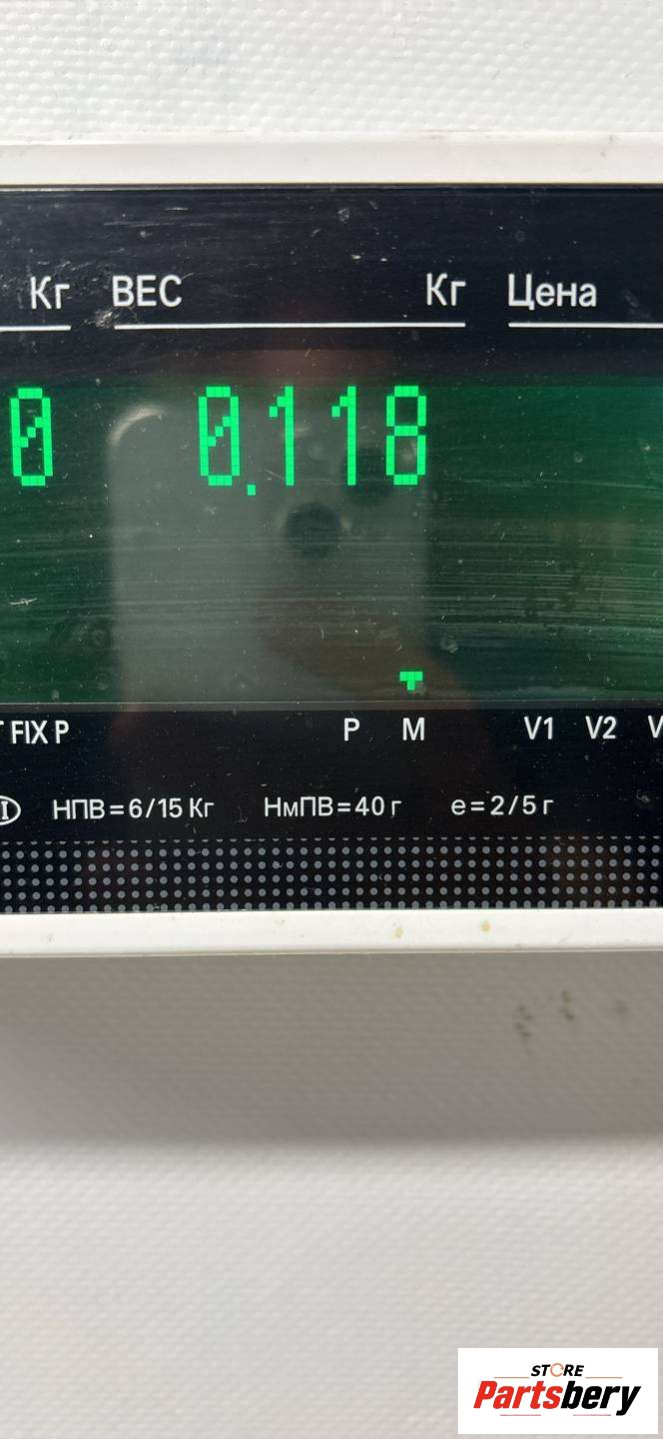 Кг ВЕС Кг Цена
0 0.118
FIX P P M V1 V2 V
НПВ=6/15 Кг НмПВ=40 г е=2/5 г
STORE
Partsbery